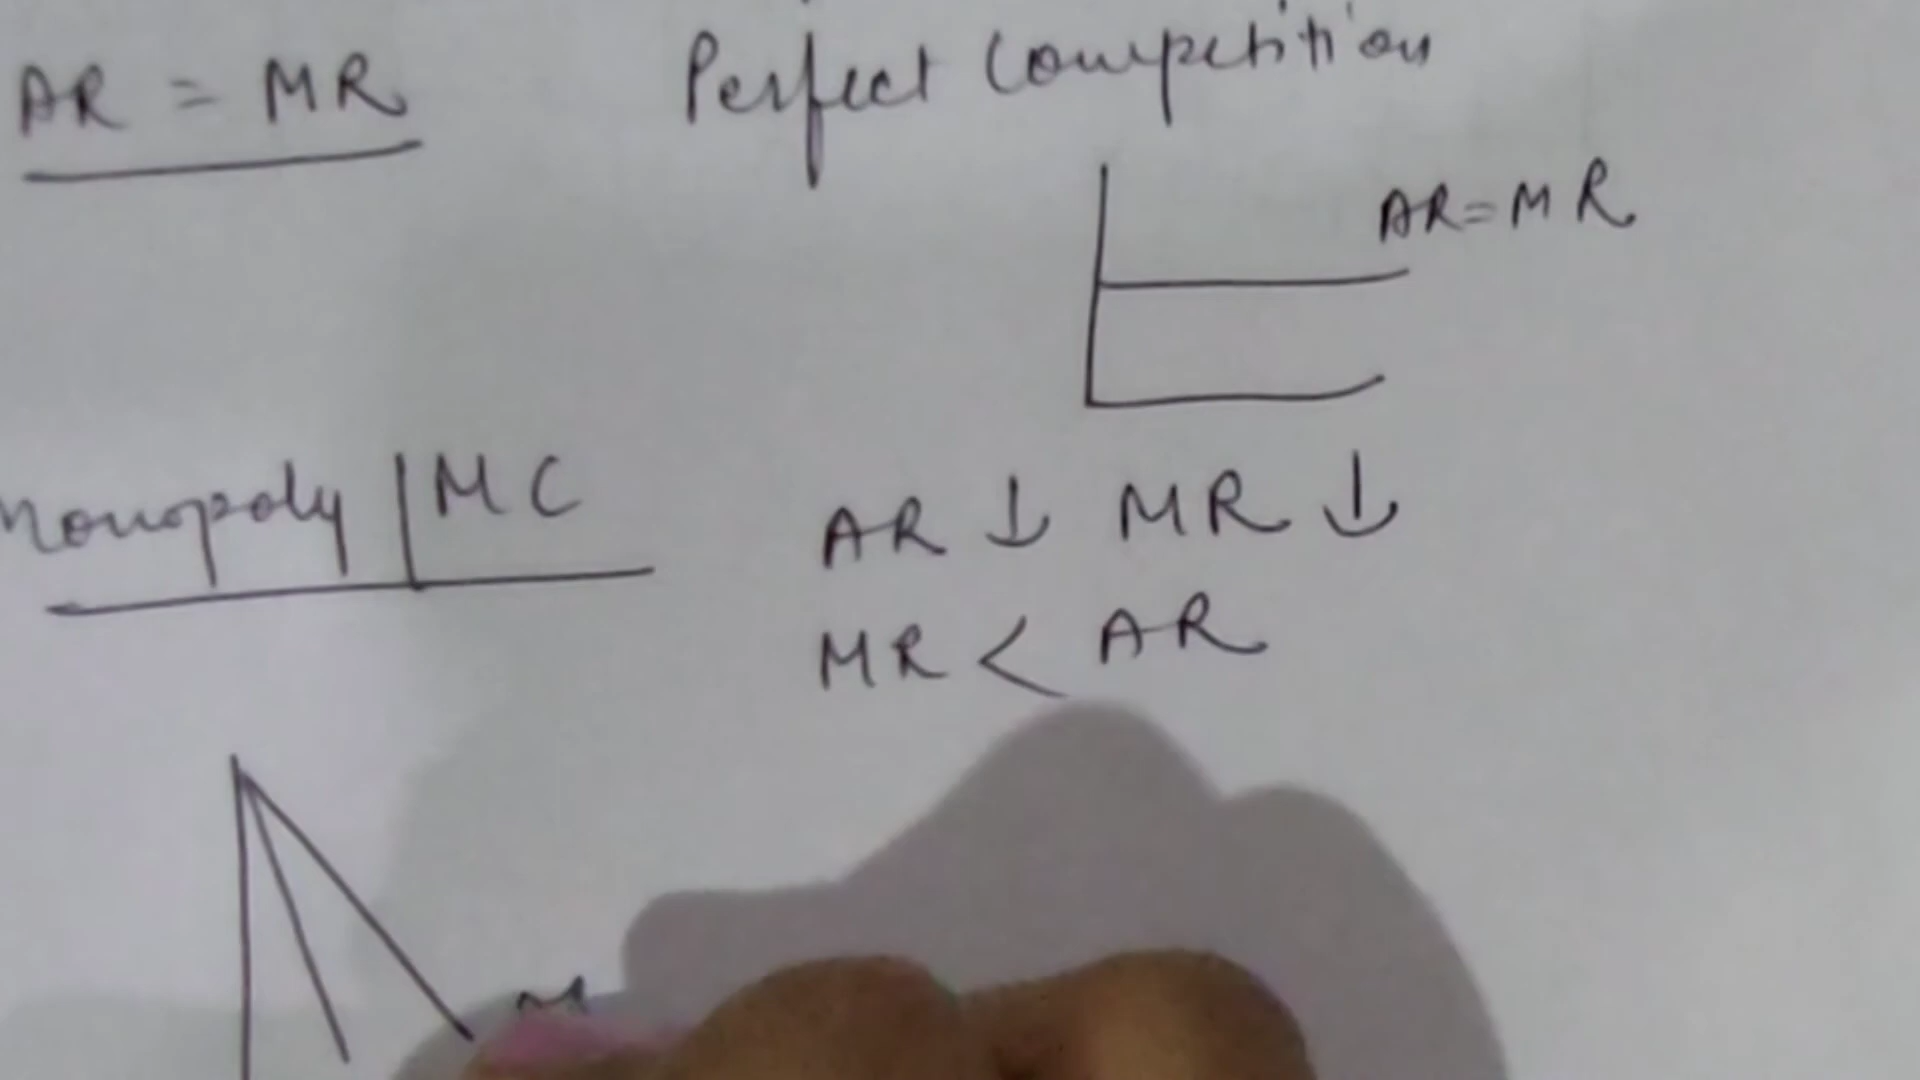 AR = MR
Perfect Competition
AR=MR
Monopoly | MC
AR ↓ MR ↓
MR < AR